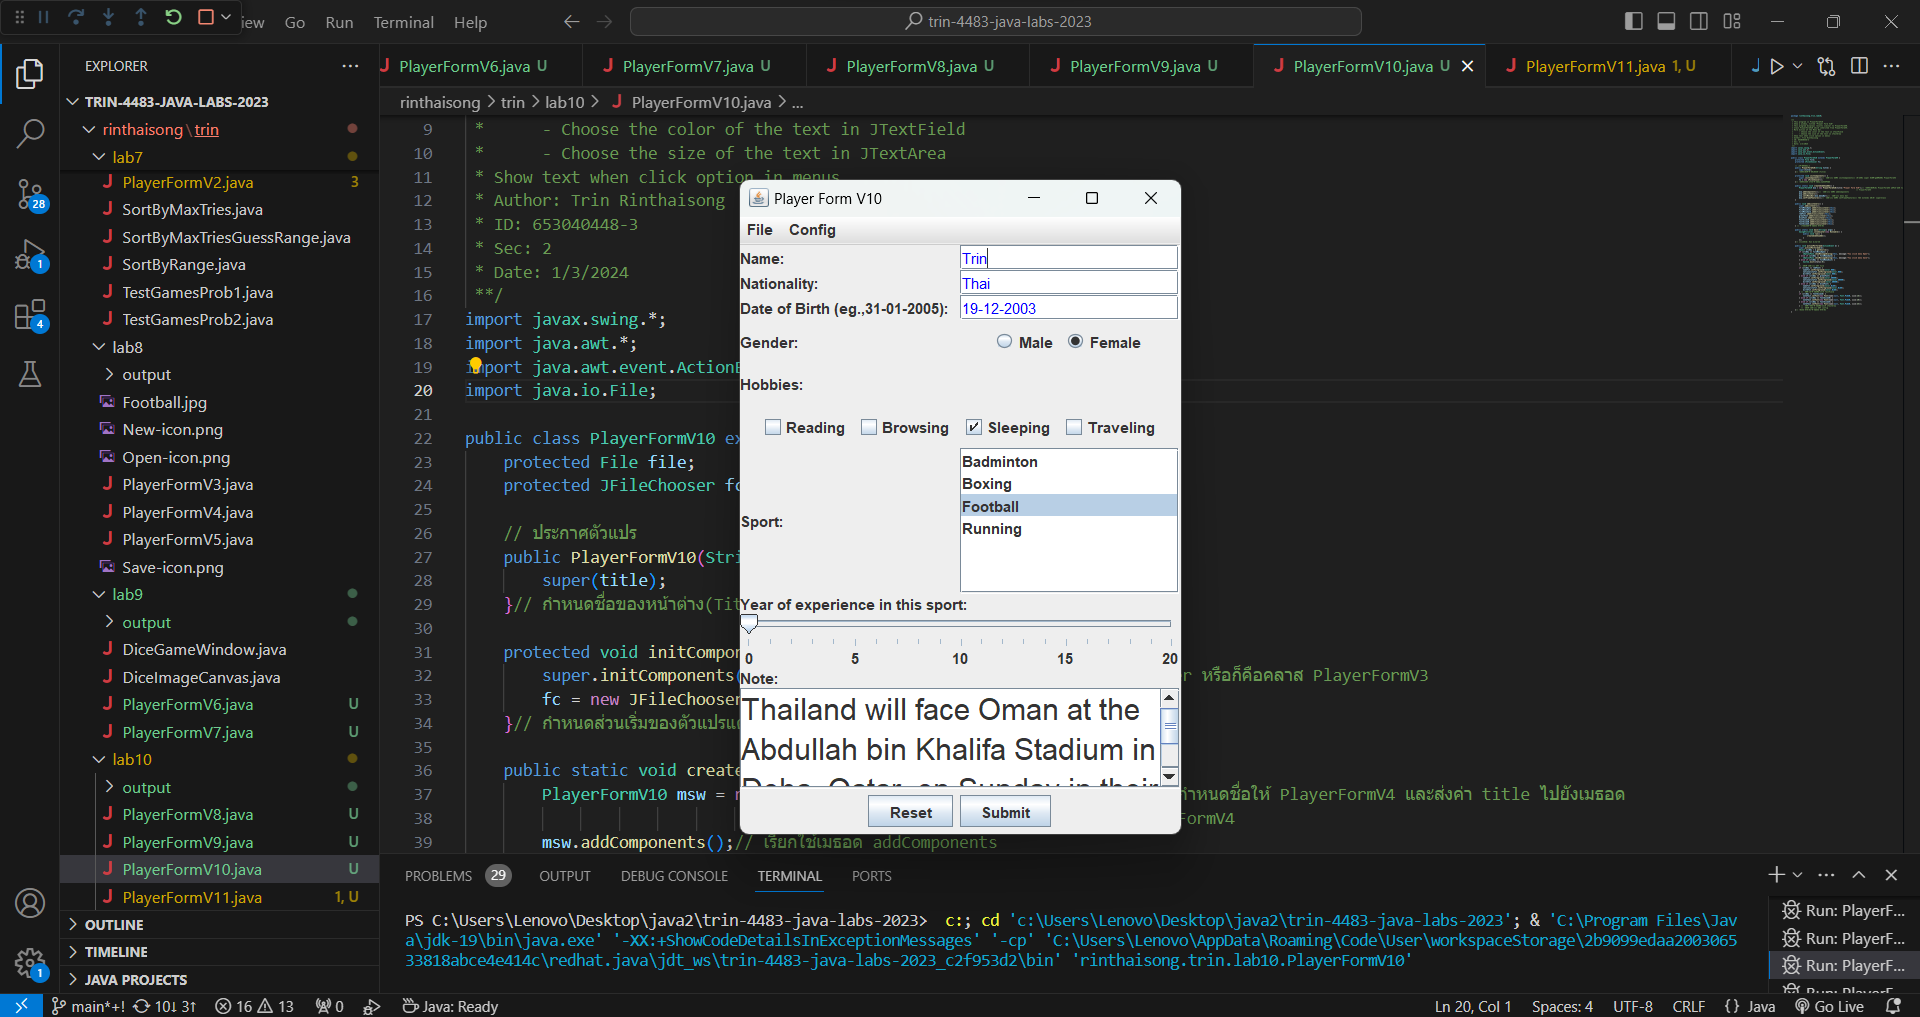 iew Go Run Terminal Help
trin-4483-java-labs-2023
EXPLORER
TRIN-4483-JAVA-LABS-2023
rinthaisong\trin
lab7
PlayerFormV2.java 3
SortByMaxTries.java
SortByMaxTriesGuessRange.java
SortByRange.java
TestGamesProb1.java
TestGamesProb2.java
lab8
output
Football.jpg
New-icon.png
Open-icon.png
PlayerFormV3.java
PlayerFormV4.java
PlayerFormV5.java
Save-icon.png
lab9
output
DiceGameWindow.java
DiceImageCanvas.java
PlayerFormV6.java U
PlayerFormV7.java U
lab10
output
PlayerFormV8.java U
PlayerFormV9.java U
PlayerFormV10.java U
PlayerFormV11.java 1, U
OUTLINE
TIMELINE
JAVA PROJECTS
28
1
4
1
PlayerFormV6.java U PlayerFormV7.java U PlayerFormV8.java U PlayerFormV9.java U PlayerFormV10.java U PlayerFormV11.java 1, U
rinthaisong > trin > lab10 > PlayerFormV10.java > ...
9 * - Choose the color of the text in JTextField
10 * - Choose the size of the text in JTextArea
11 * Show text when click option in menus
12 * Author: Trin Rinthaisong
13 * ID: 653040448-3
14 * Sec: 2
15 * Date: 1/3/2024
16 **/
17 import javax.swing.*;
18 import java.awt.*;
19 import java.awt.event.ActionE
20 import java.io.File;
21
22 public class PlayerFormV10 ex
23 protected File file;
24 protected JFileChooser fc
25
26 // ประกาศตัวแปร
27 public PlayerFormV10(Stri
28 super(title);
29 }// กำหนดชื่อของหน้าต่าง(Tit
30
31 protected void initCompon
32 super.initComponents( r หรือก็คือคลาส PlayerFormV3
33 fc = new JFileChooser
34 }// กำหนดส่วนเริ่มของตัวแปรแ
35
36 public static void create
37 PlayerFormV10 msw = n กำหนดชื่อให้ PlayerFormV4 และส่งค่า title ไปยังเมธอด
38 ormV4
39 msw.addComponents();// เรียกใช้เมธอด addComponents
Player Form V10
File Config
Name: Trin
Nationality: Thai
Date of Birth (eg.,31-01-2005): 19-12-2003
Gender: Male Female
Hobbies:
Reading Browsing Sleeping Traveling
Badminton
Boxing
Football
Running
Sport:
Year of experience in this sport:
0 5 10 15 20
Note:
Thailand will face Oman at the
Abdullah bin Khalifa Stadium in
Doha, Qatar, on Sunday in their
Reset Submit
PROBLEMS 29 OUTPUT DEBUG CONSOLE TERMINAL PORTS
PS C:\Users\Lenovo\Desktop\java2\trin-4483-java-labs-2023> c:; cd 'c:\Users\Lenovo\Desktop\java2\trin-4483-java-labs-2023'; & 'C:\Program Files\Jav
a\jdk-19\bin\java.exe' '-XX:+ShowCodeDetailsInExceptionMessages' '-cp' 'C:\Users\Lenovo\AppData\Roaming\Code\User\workspaceStorage\2b9099edaa2003065
33818abce4e414c\redhat.java\jdt_ws\trin-4483-java-labs-2023_c2f953d2\bin' 'rinthaisong.trin.lab10.PlayerFormV10'
Run: PlayerF...
Run: PlayerF...
Run: PlayerF...
main*+! 10↓ 3↑ 16 13 0 Java: Ready Ln 20, Col 1 Spaces: 4 UTF-8 CRLF {} Java Go Live